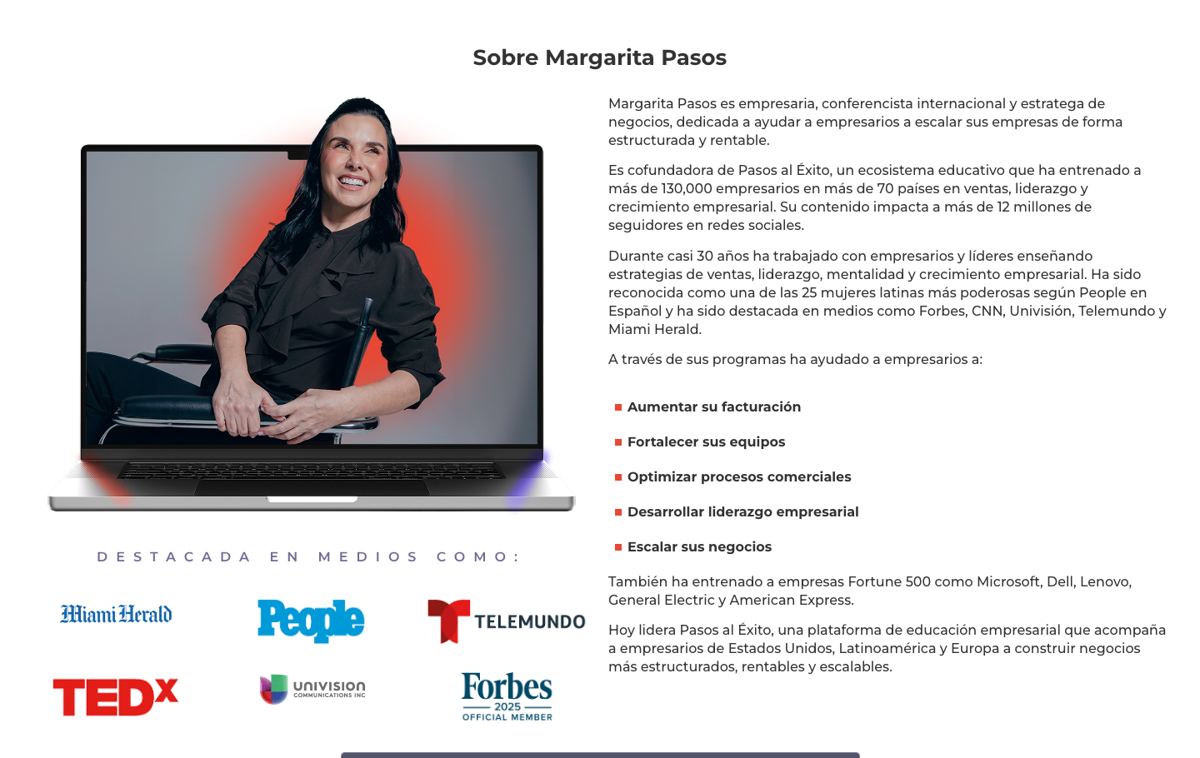 Sobre Margarita Pasos
Margarita Pasos es empresaria, conferencista internacional y estratega de
negocios, dedicada a ayudar a empresarios a escalar sus empresas de forma
estructurada y rentable.
Es cofundadora de Pasos al Éxito, un ecosistema educativo que ha entrenado a
más de 130,000 empresarios en más de 70 países en ventas, liderazgo y
crecimiento empresarial. Su contenido impacta a más de 12 millones de
seguidores en redes sociales.
Durante casi 30 años ha trabajado con empresarios y líderes enseñando
estrategias de ventas, liderazgo, mentalidad y crecimiento empresarial. Ha sido
reconocida como una de las 25 mujeres latinas más poderosas según People en
Español y ha sido destacada en medios como Forbes, CNN, Univisión, Telemundo y
Miami Herald.
A través de sus programas ha ayudado a empresarios a:
Aumentar su facturación
Fortalecer sus equipos
Optimizar procesos comerciales
Desarrollar liderazgo empresarial
Escalar sus negocios
También ha entrenado a empresas Fortune 500 como Microsoft, Dell, Lenovo,
General Electric y American Express.
Hoy lidera Pasos al Éxito, una plataforma de educación empresarial que acompaña
a empresarios de Estados Unidos, Latinoamérica y Europa a construir negocios
más estructurados, rentables y escalables.
DESTACADA EN MEDIOS COMO:
Miami Herald
People
TELEMUNDO
TEDx
UNIVISION
COMMUNICATIONS INC
Forbes
2025
OFFICIAL MEMBER